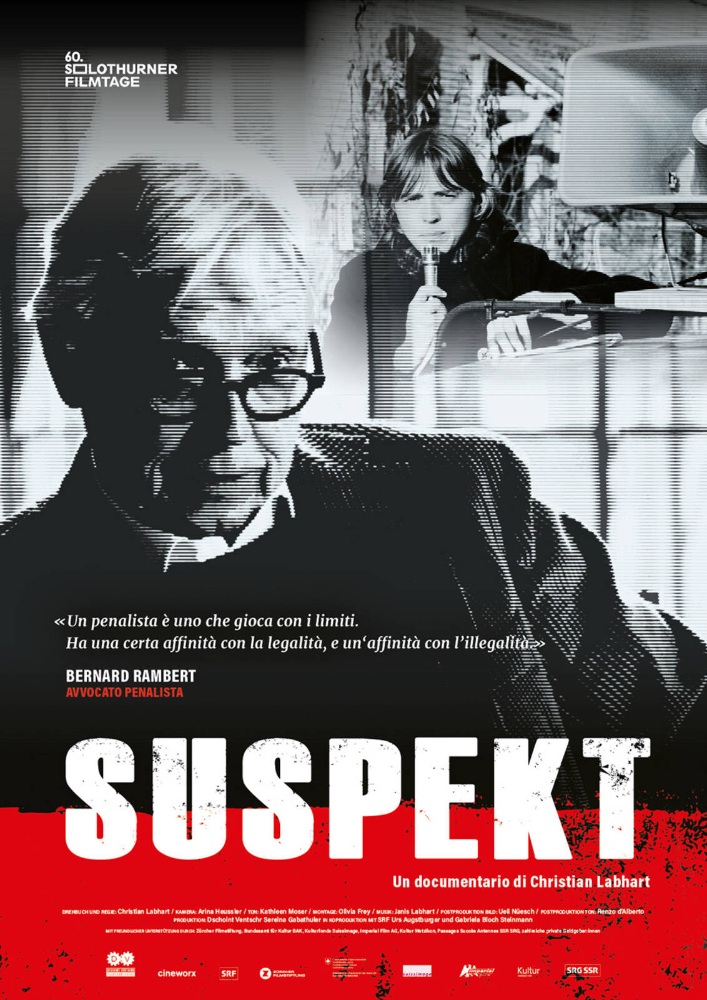 60.
SOLOTHURNER
FILMTAGE
«Un penalista è uno che gioca con i limiti.
Ha una certa affinità con la legalità, e un‘affinità con l’illegalità.»
BERNARD RAMBERT
AVVOCATO PENALISTA
SUSPEKT
Un documentario di Christian Labhart
DREHBUCH UND REGIE: Christian Labhart / KAMERA: Arina Heussler / TON: Kathleen Moser / MONTAGE: Olivia Frey / MUSIK: Janis Labhart / POSTPRODUKTION BILD: Ueli Nüesch / POSTPRODUKTION TON: Renzo d'Alberto
PRODUKTION: Dschoint Ventschr Sereina Gabathuler IN KOPRODUKTION MIT SRF Urs Augstburger und Gabriela Bloch Steinmann
MIT FREUNDLICHER UNTERSTÜTZUNG DURCH: Zürcher Filmstiftung, Bundesamt für Kultur BAK, Kulturfonds Suissimage, Imperial Film AG, Kultur Wetzikon, Passages Succès Antennes SSR SRG, zahlreiche private Geldgeber:innen
D V
DSCHOINT VENTSCHR
cineworx
SRF
ZÜRCHER
FILMSTIFTUNG
suissimage
imperial
Kultur
SRG SSR